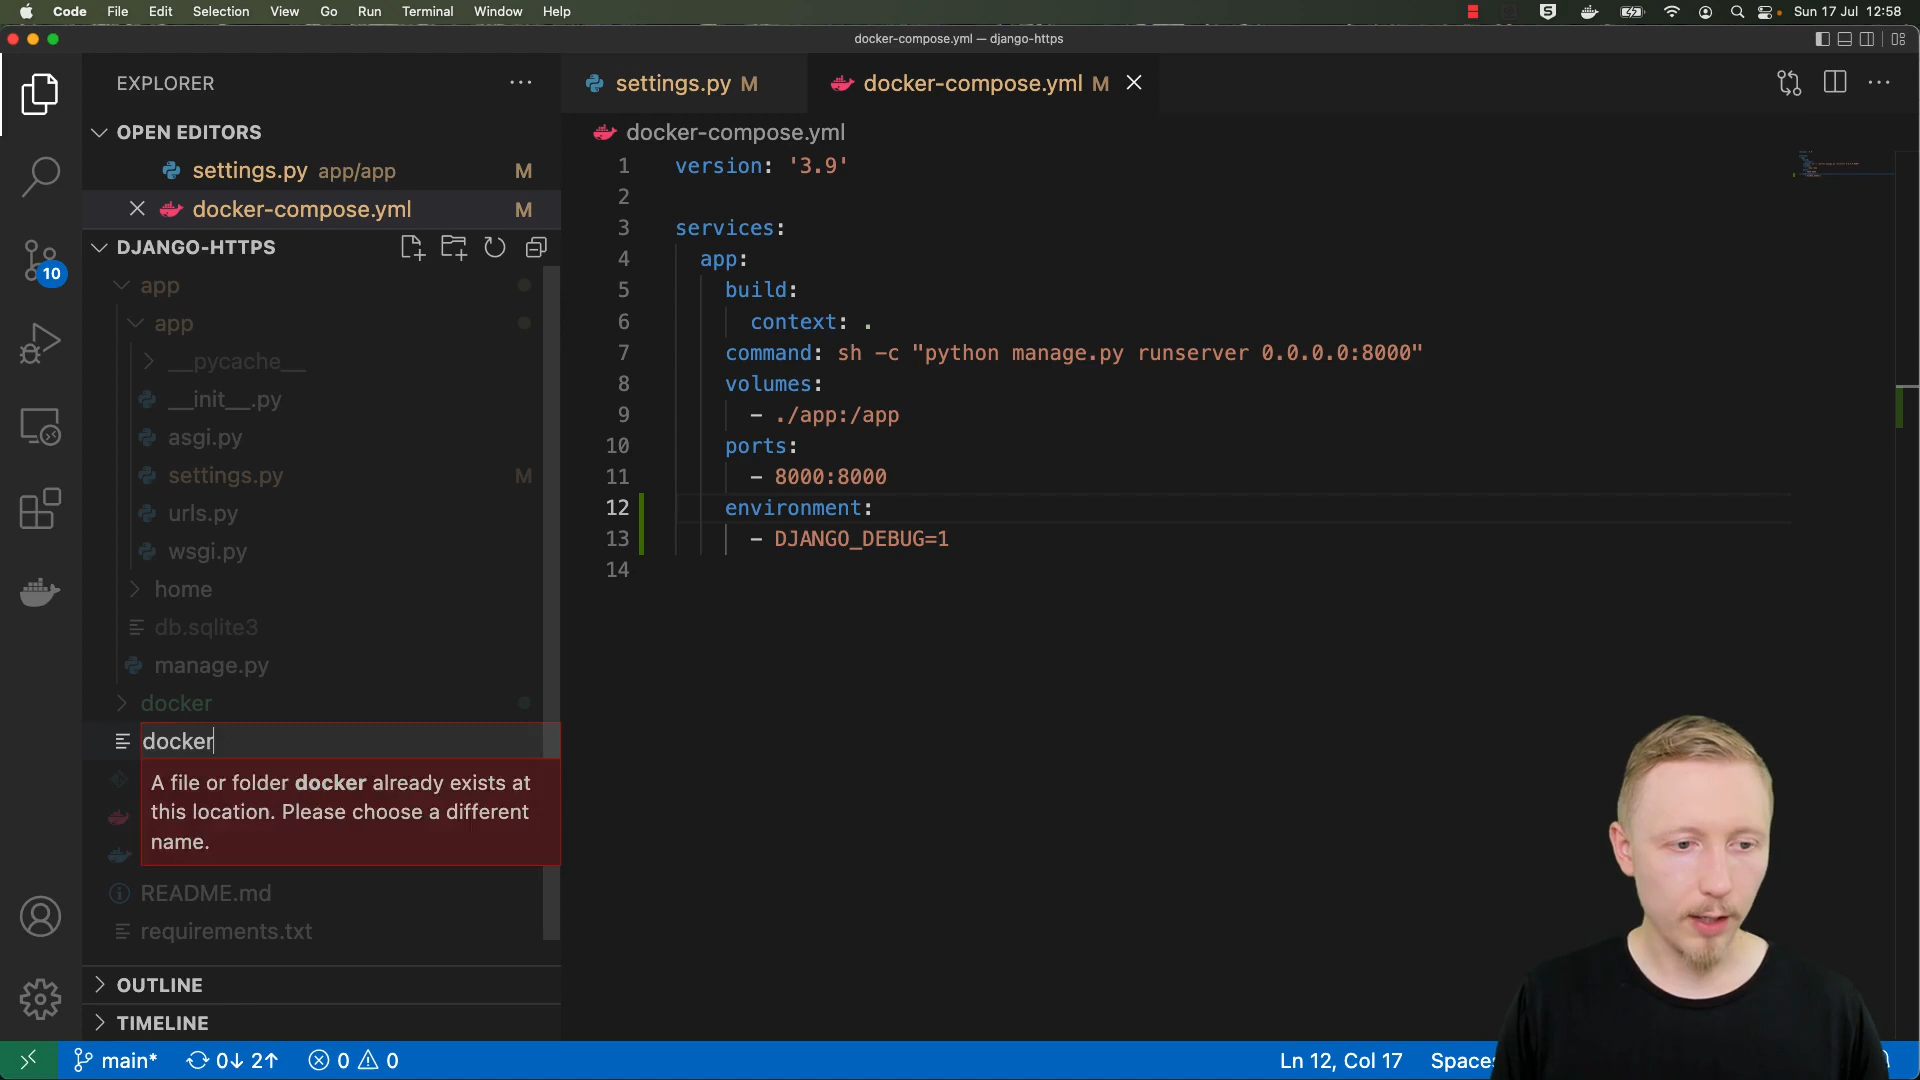 Code File Edit Selection View Go Run Terminal Window Help Sun 17 Jul 12:58
docker-compose.yml — django-https
EXPLORER
settings.py M
docker-compose.yml M
OPEN EDITORS
settings.py app/app M
docker-compose.yml M
DJANGO-HTTPS
10
app
app
__pycache__
__init__.py
asgi.py
settings.py M
urls.py
wsgi.py
home
db.sqlite3
manage.py
docker
docker
A file or folder docker already exists at
this location. Please choose a different
name.
README.md
requirements.txt
OUTLINE
TIMELINE
docker-compose.yml
1 version: '3.9'
2
3 services:
4 app:
5 build:
6 context: .
7 command: sh -c "python manage.py runserver 0.0.0.0:8000"
8 volumes:
9 - ./app:/app
10 ports:
11 - 8000:8000
12 environment:
13 - DJANGO_DEBUG=1
14
main* 0↓ 2↑ 0 0
Ln 12, Col 17